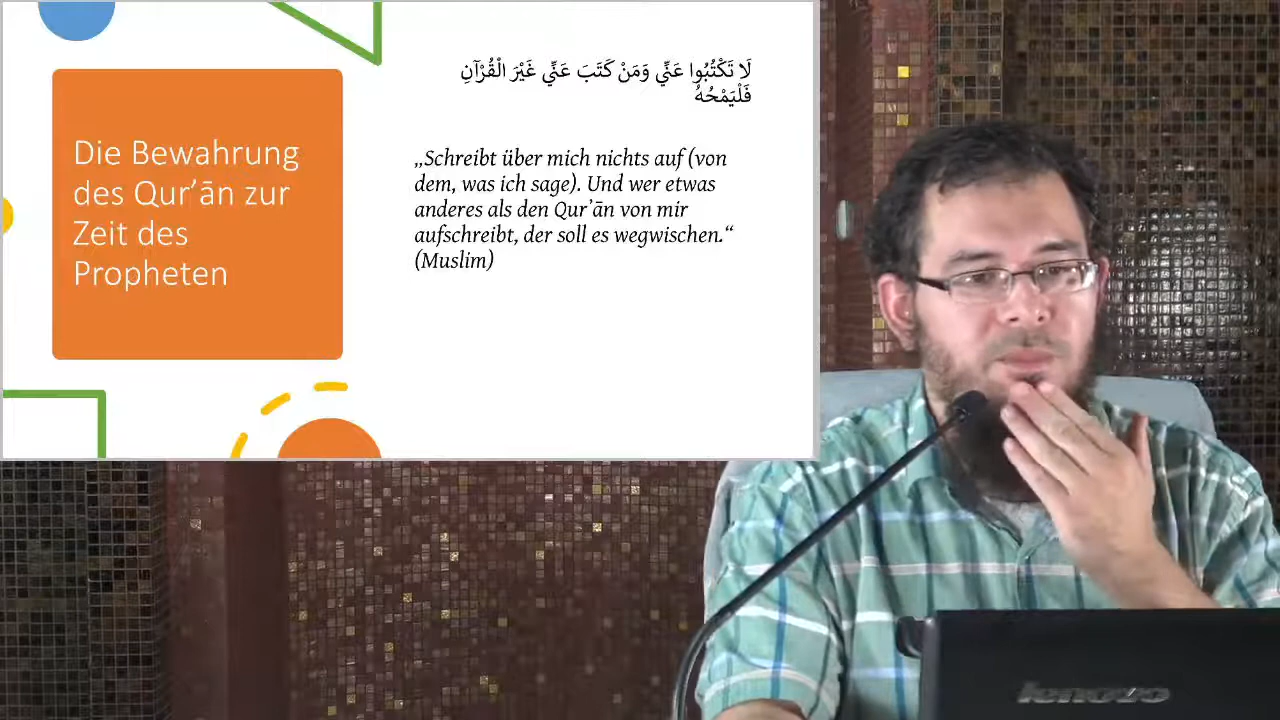 Die Bewahrung
des Qur’ān zur
Zeit des
Propheten
لَا تَكْتُبُوا عَنِّي وَمَنْ كَتَبَ عَنِّي غَيْرَ الْقُرْآنِ
فَلْيَمْحُهُ
„Schreibt über mich nichts auf (von
dem, was ich sage). Und wer etwas
anderes als den Qur’ān von mir
aufschreibt, der soll es wegwischen.“
(Muslim)
lenovo